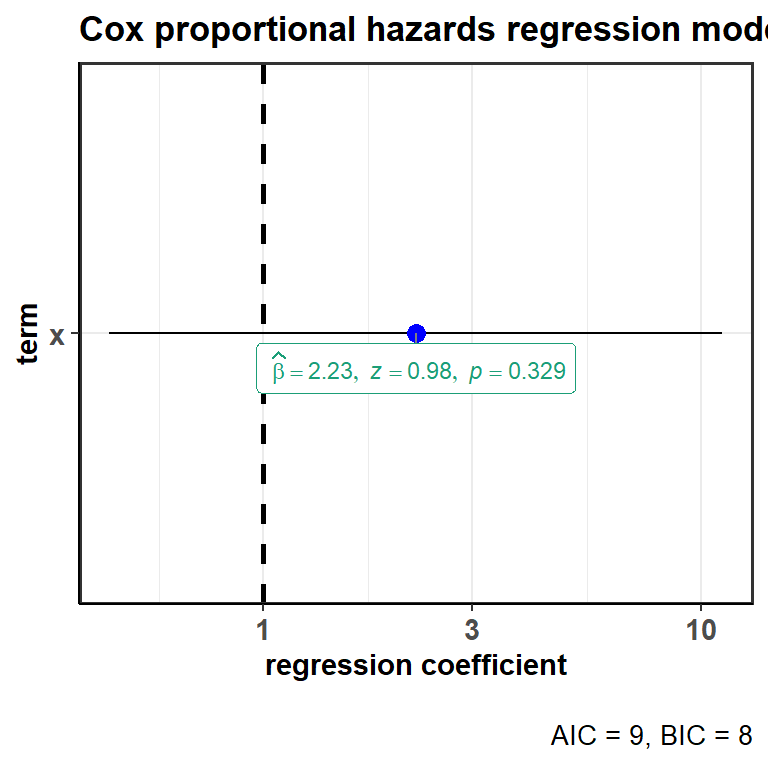 Cox proportional hazards regression mod
term
x
β̂ = 2.23, z = 0.98, p = 0.329
1 3 10
regression coefficient
AIC = 9, BIC = 8